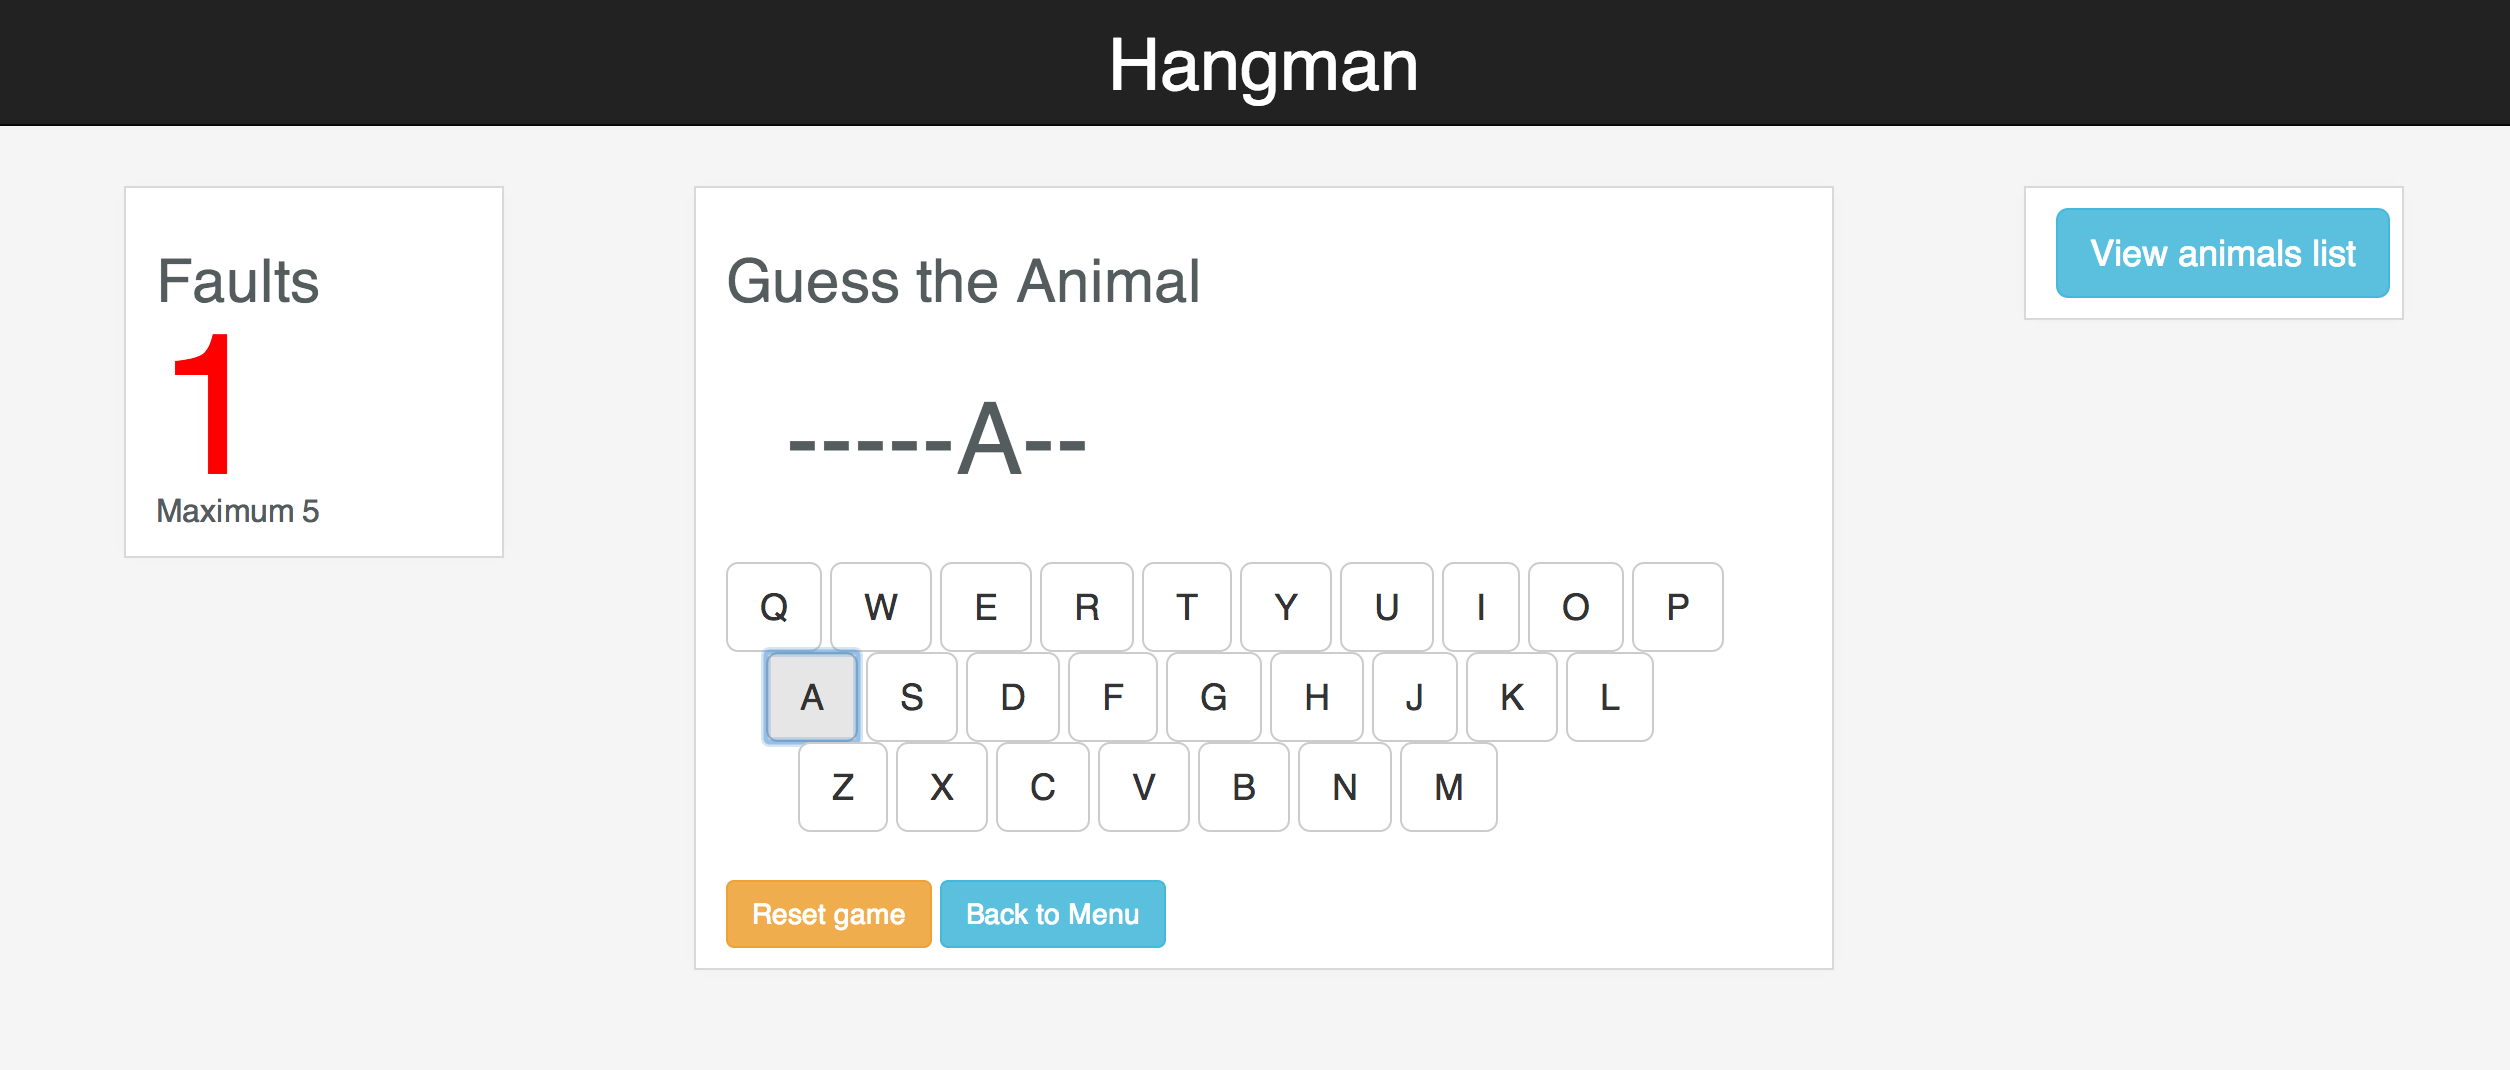 Hangman
Faults
1
Maximum 5
Guess the Animal
-----A--
Q W E R T Y U I O P
A S D F G H J K L
Z X C V B N M
Reset game Back to Menu
View animals list